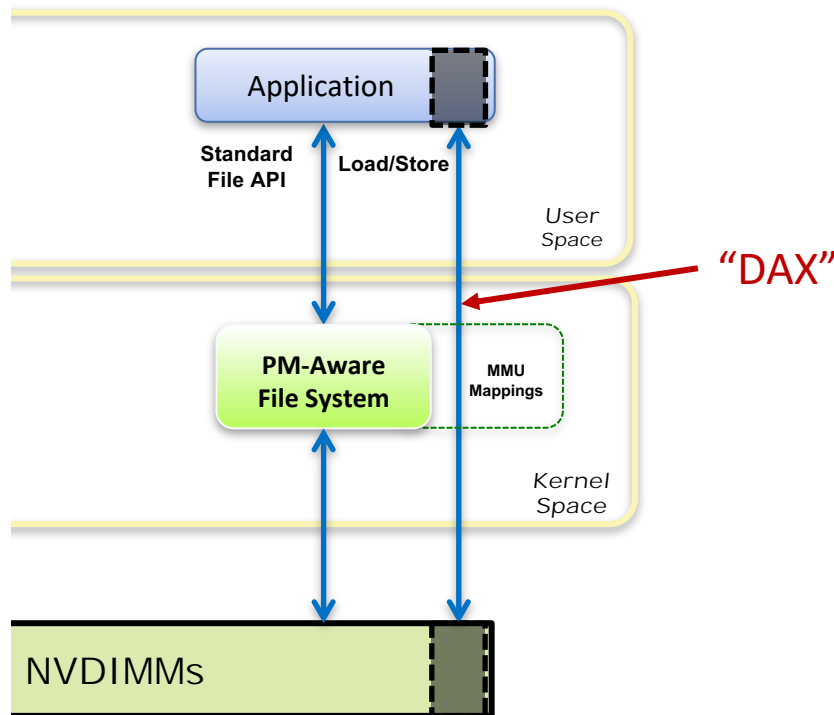 Application
Standard
File API
Load/Store
User
Space
“DAX”
PM-Aware
File System
MMU
Mappings
Kernel
Space
NVDIMMs